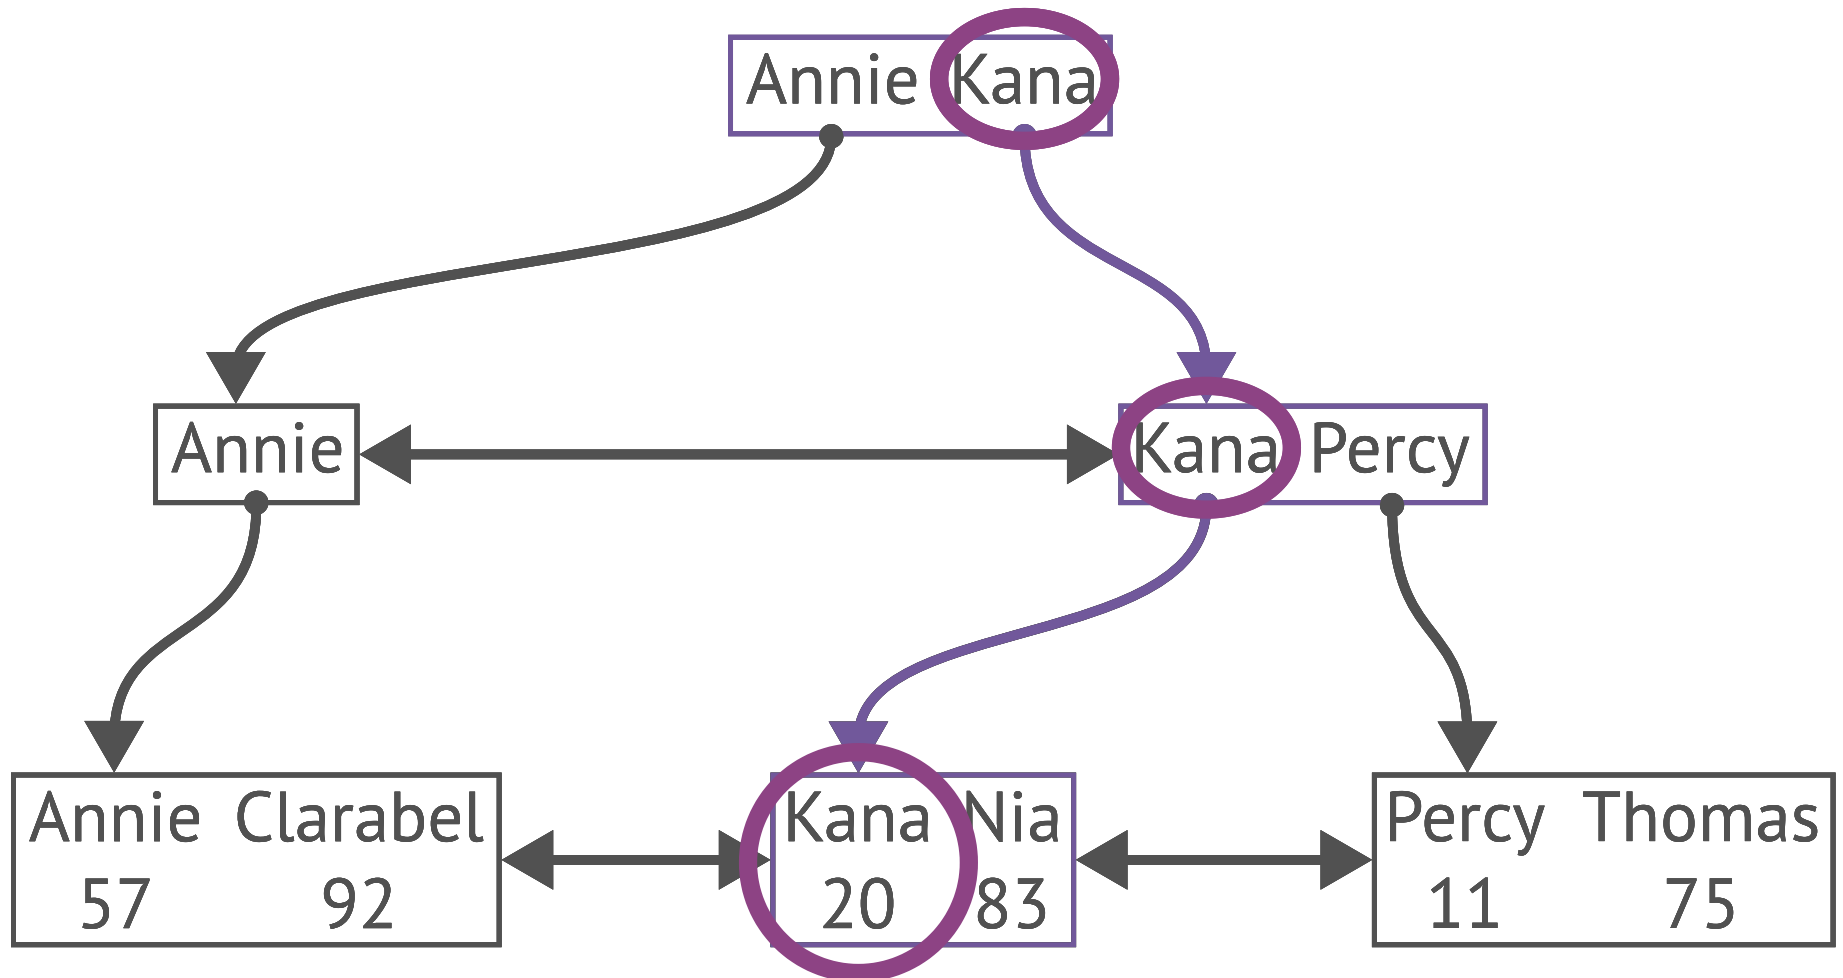 Annie Kana
Annie Kana Percy
Annie Clarabel Kana Nia Percy Thomas
57 92 20 83 11 75